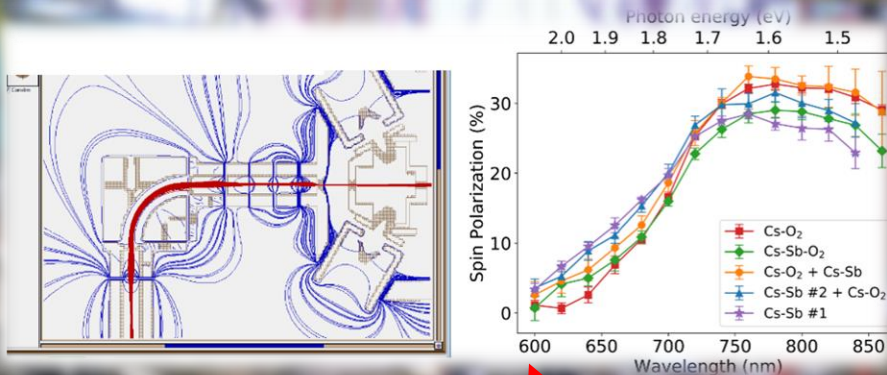 Photon energy (eV)
2.0 1.9 1.8 1.7 1.6 1.5
Spin Polarization (%)
30
20
10
0
Cs-O₂
Cs-Sb-O₂
Cs-O₂ + Cs-Sb
Cs-Sb #2 + Cs-O₂
Cs-Sb #1
600 650 700 750 800 850
Wavelength (nm)